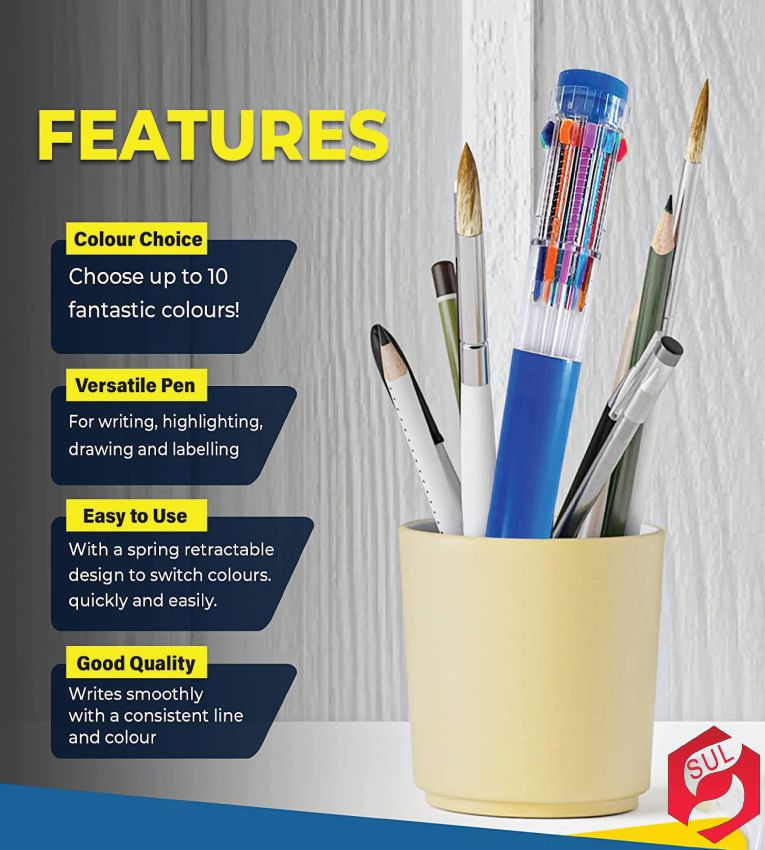 FEATURES
Colour Choice
Choose up to 10
fantastic colours!
Versatile Pen
For writing, highlighting,
drawing and labelling
Easy to Use
With a spring retractable
design to switch colours.
quickly and easily.
Good Quality
Writes smoothly
with a consistent line
and colour
SUL